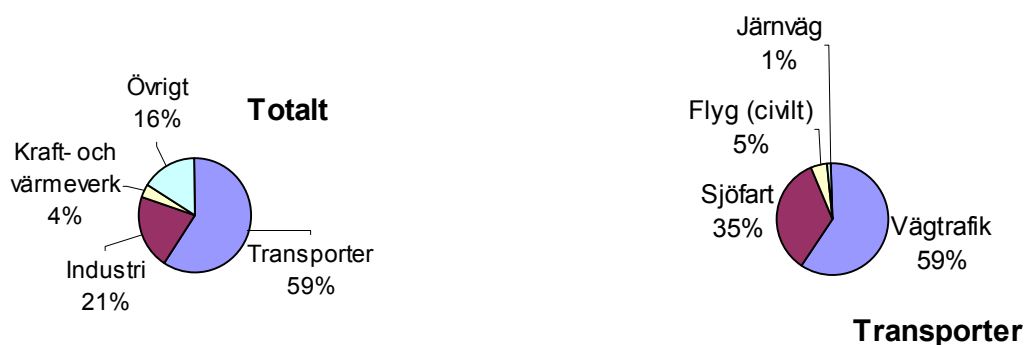 Totalt
Övrigt
16%
Kraft- och
värmeverk
4%
Industri
21%
Transporter
59%
Järnväg
1%
Flyg (civilt)
5%
Sjöfart
35%
Vägtrafik
59%
Transporter